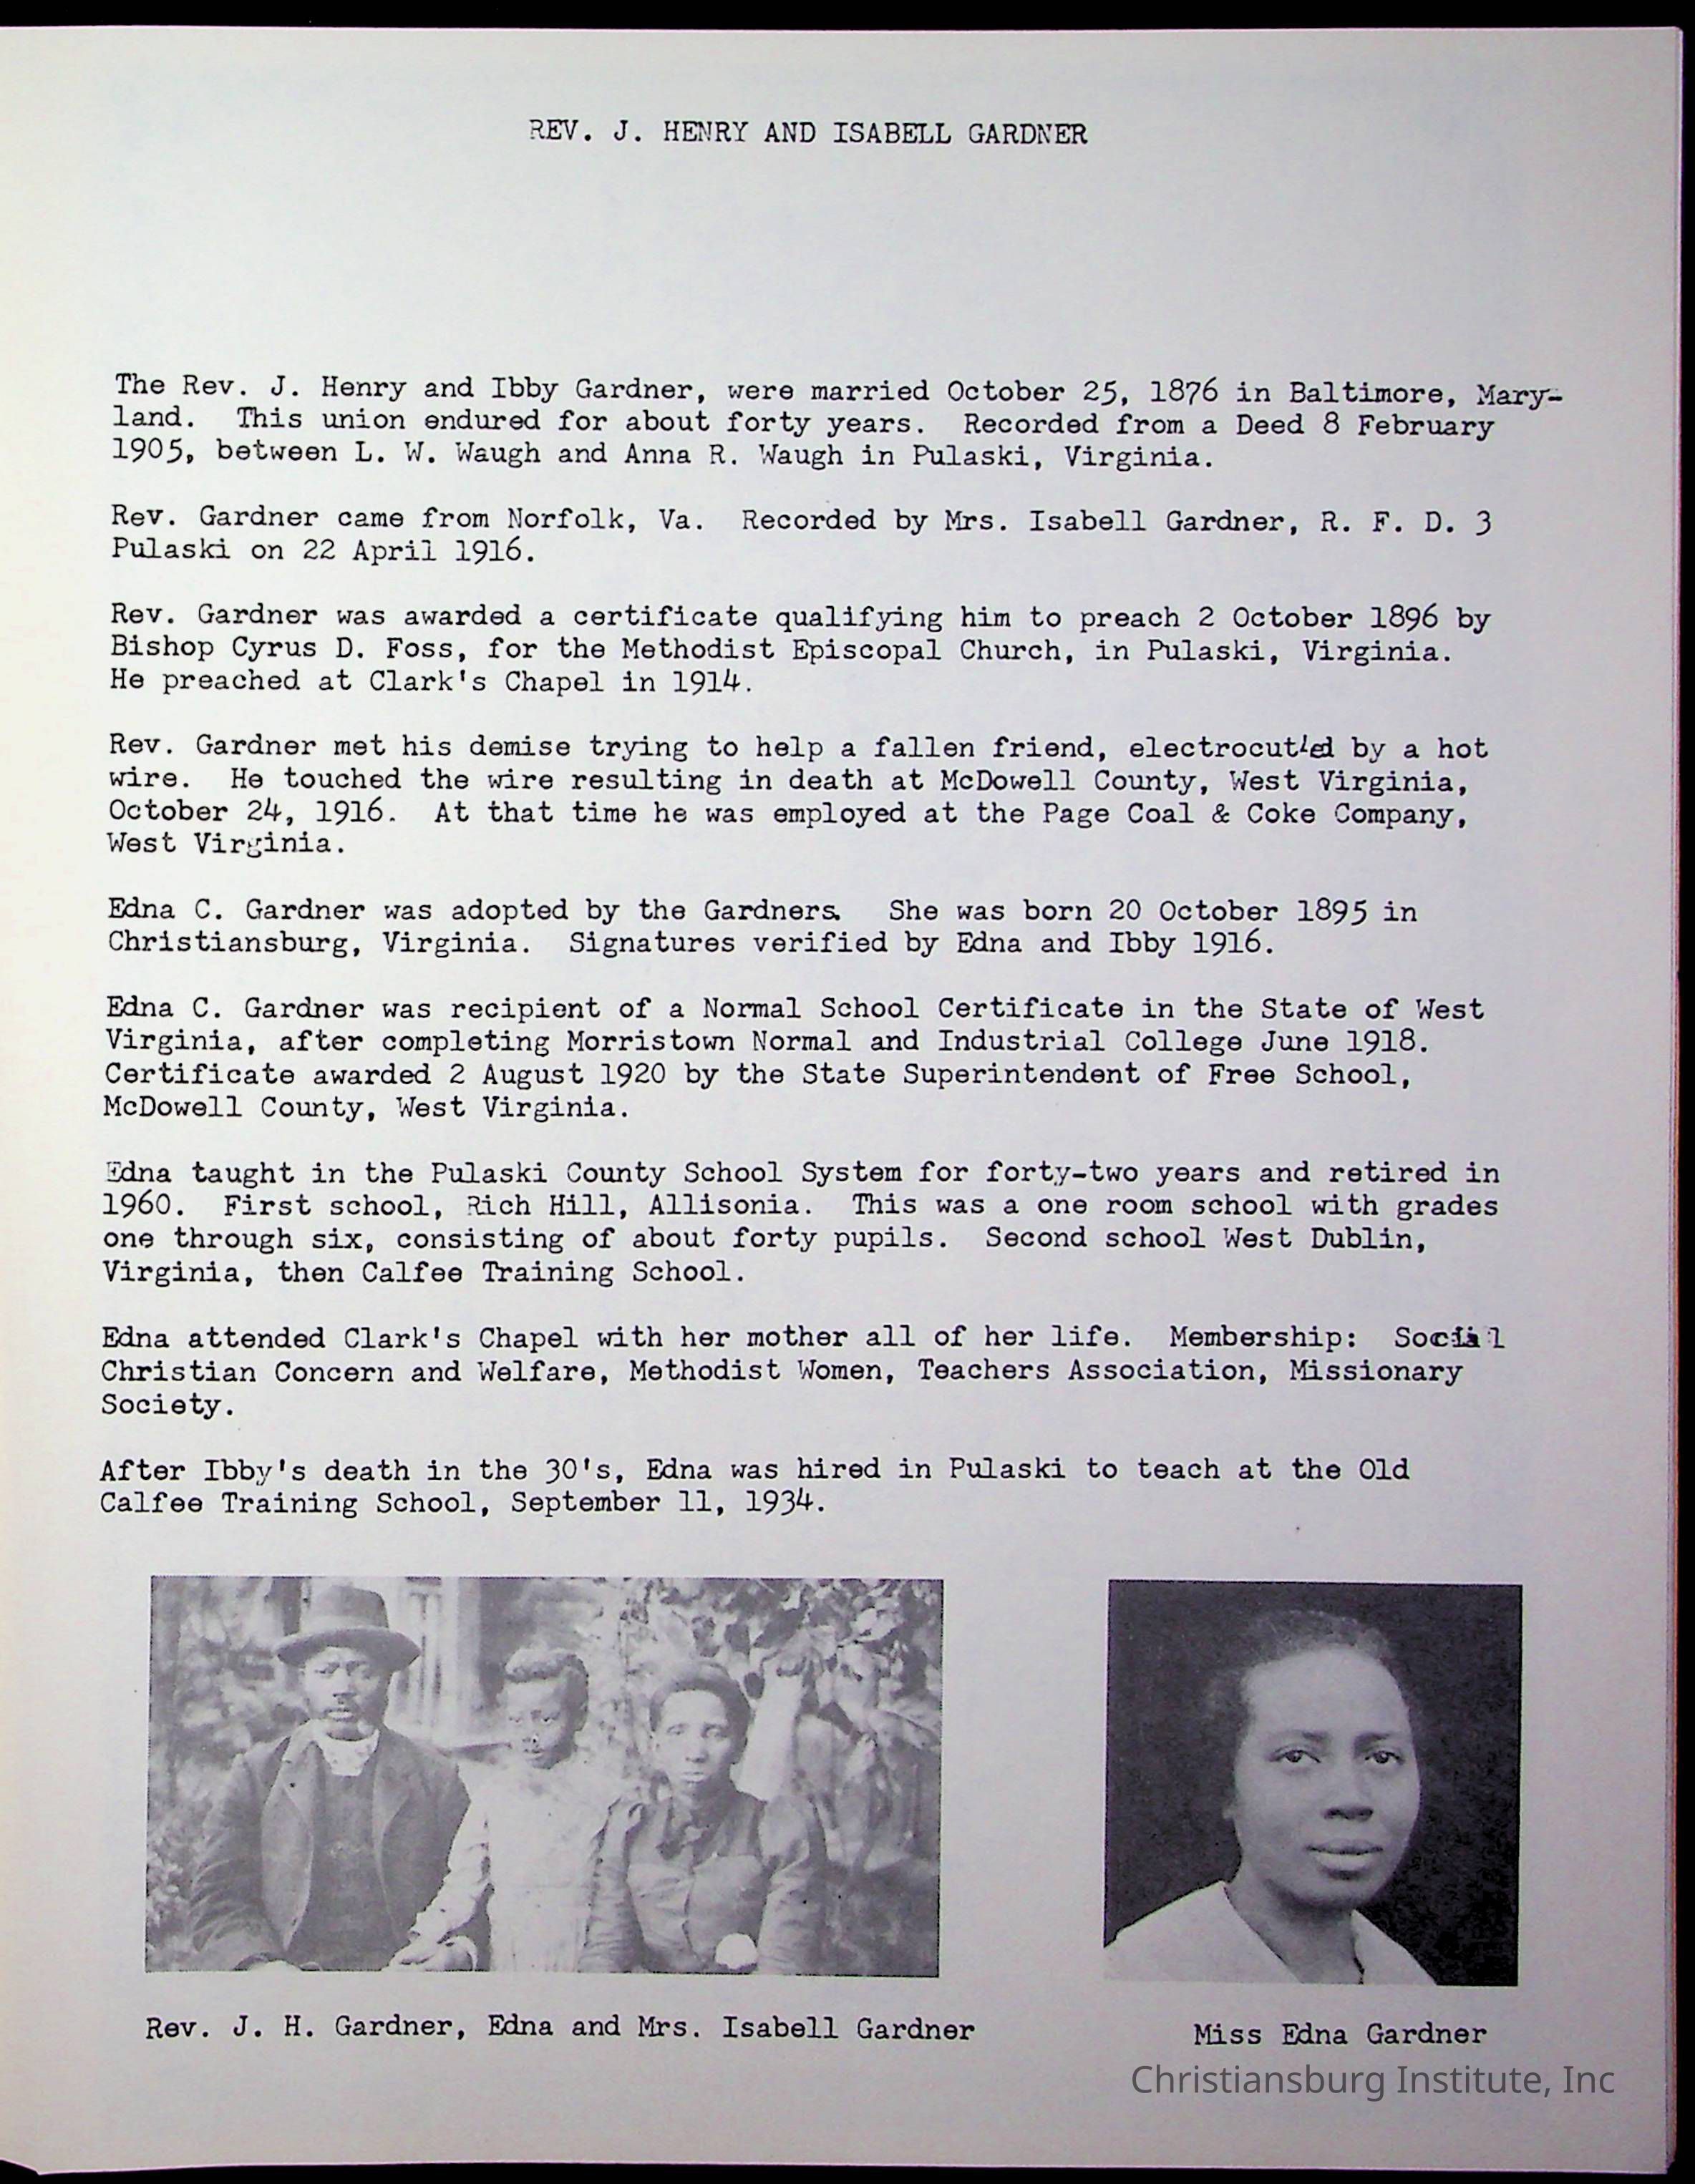 REV. J. HENRY AND ISABELL GARDNER
The Rev. J. Henry and Ibby Gardner, were married October 25, 1876 in Baltimore, Mary-
land. This union endured for about forty years. Recorded from a Deed 8 February
1905, between L. W. Waugh and Anna R. Waugh in Pulaski, Virginia.
Rev. Gardner came from Norfolk, Va. Recorded by Mrs. Isabell Gardner, R. F. D. 3
Pulaski on 22 April 1916.
Rev. Gardner was awarded a certificate qualifying him to preach 2 October 1896 by
Bishop Cyrus D. Foss, for the Methodist Episcopal Church, in Pulaski, Virginia.
He preached at Clark's Chapel in 1914.
Rev. Gardner met his demise trying to help a fallen friend, electrocuted by a hot
wire. He touched the wire resulting in death at McDowell County, West Virginia,
October 24, 1916. At that time he was employed at the Page Coal & Coke Company,
West Virginia.
Edna C. Gardner was adopted by the Gardners. She was born 20 October 1895 in
Christiansburg, Virginia. Signatures verified by Edna and Ibby 1916.
Edna C. Gardner was recipient of a Normal School Certificate in the State of West
Virginia, after completing Morristown Normal and Industrial College June 1918.
Certificate awarded 2 August 1920 by the State Superintendent of Free School,
McDowell County, West Virginia.
Edna taught in the Pulaski County School System for forty-two years and retired in
1960. First school, Rich Hill, Allisonia. This was a one room school with grades
one through six, consisting of about forty pupils. Second school West Dublin,
Virginia, then Calfee Training School.
Edna attended Clark's Chapel with her mother all of her life. Membership: Social
Christian Concern and Welfare, Methodist Women, Teachers Association, Missionary
Society.
After Ibby's death in the 30's, Edna was hired in Pulaski to teach at the Old
Calfee Training School, September 11, 1934.
Rev. J. H. Gardner, Edna and Mrs. Isabell Gardner
Miss Edna Gardner
Christiansburg Institute, Inc